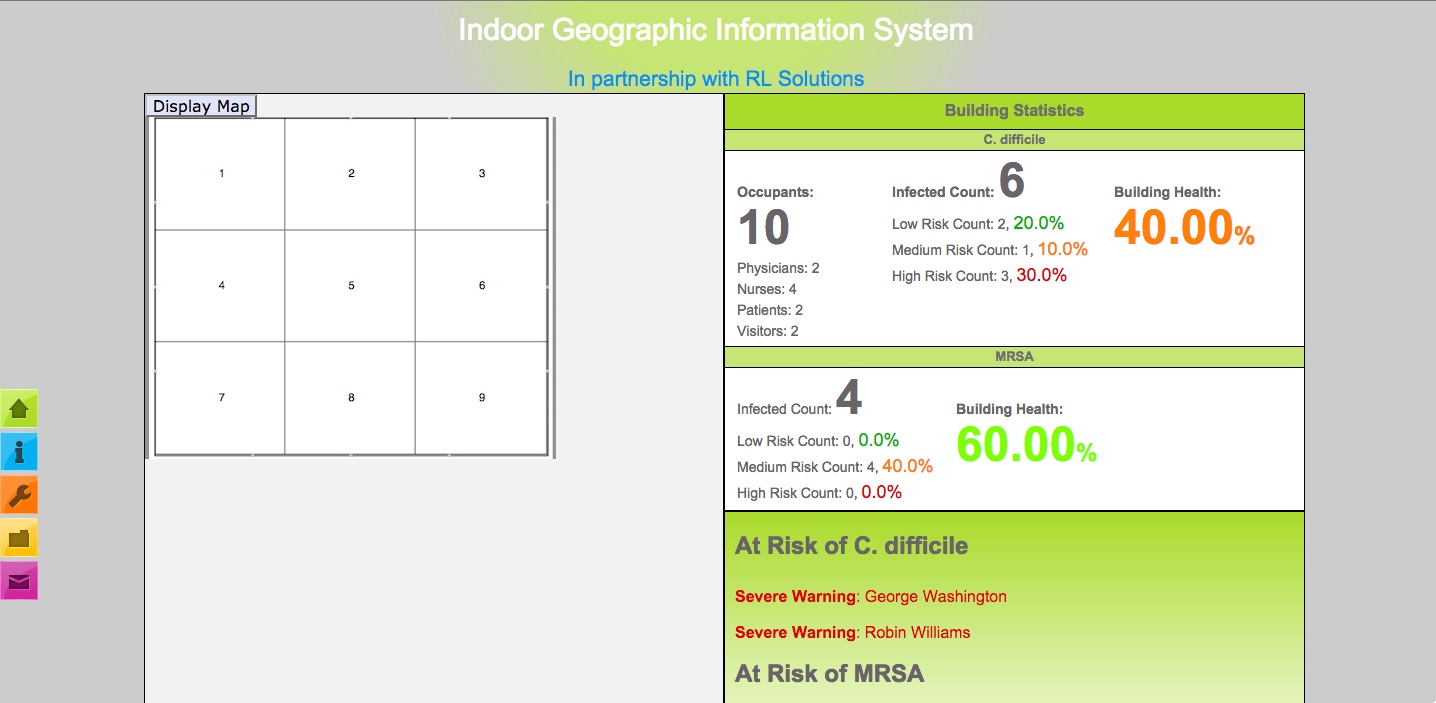 Indoor Geographic Information System
In partnership with RL Solutions
Display Map
1 2 3
4 5 6
7 8 9
Building Statistics
C. difficile
Occupants:
10
Physicians: 2
Nurses: 4
Patients: 2
Visitors: 2
Infected Count: 6
Low Risk Count: 2, 20.0%
Medium Risk Count: 1, 10.0%
High Risk Count: 3, 30.0%
Building Health:
40.00%
MRSA
Infected Count: 4
Low Risk Count: 0, 0.0%
Medium Risk Count: 4, 40.0%
High Risk Count: 0, 0.0%
Building Health:
60.00%
At Risk of C. difficile
Severe Warning: George Washington
Severe Warning: Robin Williams
At Risk of MRSA